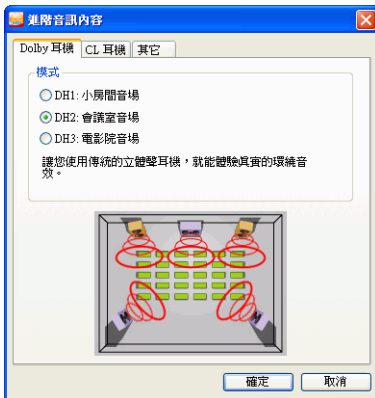 進階音訊內容
Dolby 耳機 CL 耳機 其它
模式
DH1: 小房間音場
DH2: 會議室音場
DH3: 電影院音場
讓您使用傳統的立體聲耳機，就能體驗真實的環繞音
效。
確定 取消